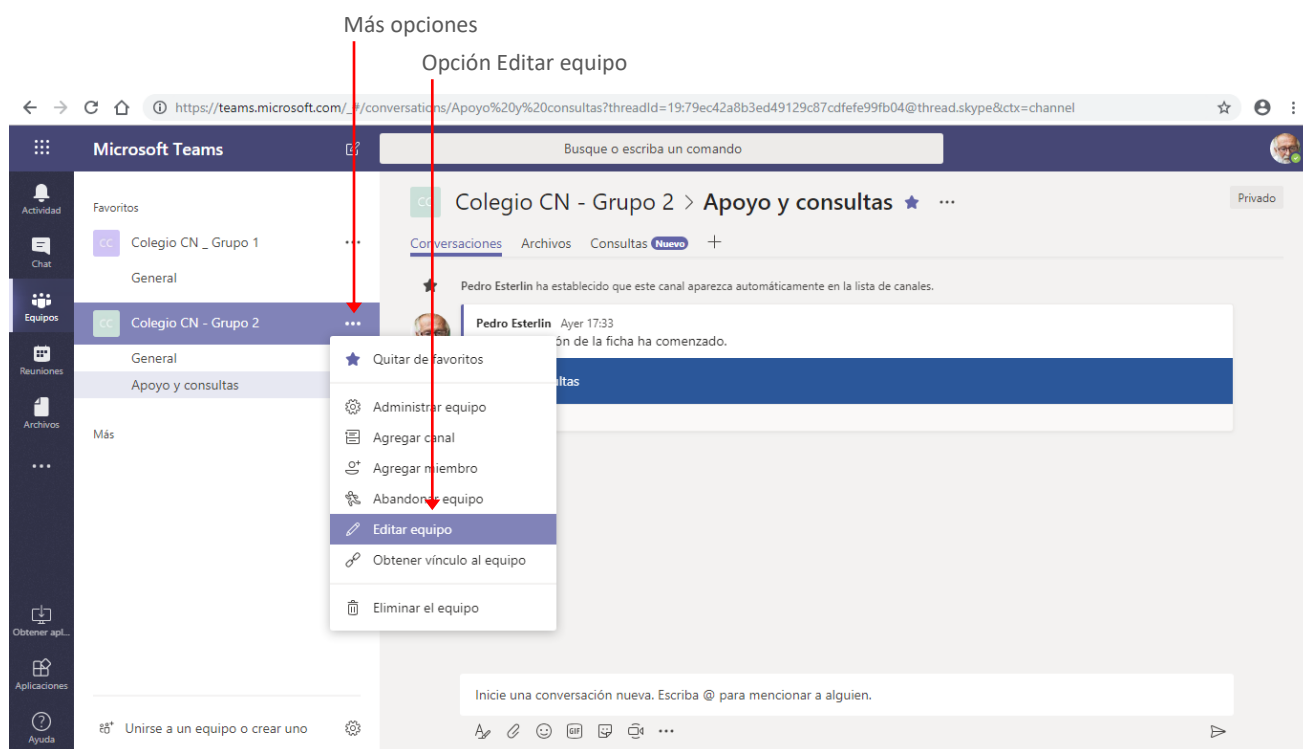 Más opciones
Opción Editar equipo
https://teams.microsoft.com/_#/conversations/Apoyo%20y%20consultas?threadId=19:79ec42a8b3ed49129c87cdfefe99fb04@thread.skype&ctx=channel
Microsoft Teams
Busque o escriba un comando
Actividad
Chat
Equipos
Reuniones
Archivos
Obtener apl...
Aplicaciones
Ayuda
Favoritos
CC Colegio CN _ Grupo 1
General
CC Colegio CN - Grupo 2
General
Apoyo y consultas
Más
Unirse a un equipo o crear uno
Quitar de favoritos
Administrar equipo
Agregar canal
Agregar miembro
Abandonar equipo
Editar equipo
Obtener vínculo al equipo
Eliminar el equipo
CC Colegio CN - Grupo 2 > Apoyo y consultas
Privado
Conversaciones Archivos Consultas Nuevo
Pedro Esterlin ha establecido que este canal aparezca automáticamente en la lista de canales.
Pedro Esterlin Ayer 17:33
ón de la ficha ha comenzado.
ltas
Inicie una conversación nueva. Escriba @ para mencionar a alguien.
GIF